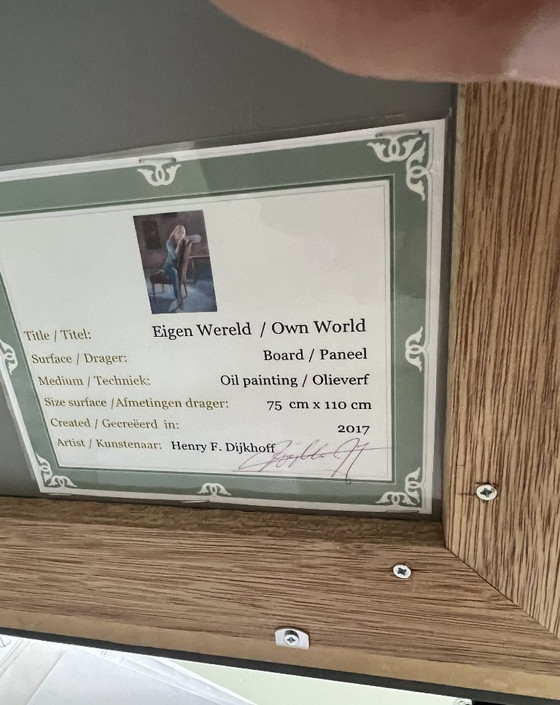 Title / Titel: Eigen Wereld / Own World
Surface / Drager: Board / Paneel
Medium / Techniek: Oil painting / Olieverf
Size surface /Afmetingen drager: 75 cm x 110 cm
Created / Gecreëerd in: 2017
Artist / Kunstenaar: Henry F. Dijkhoff